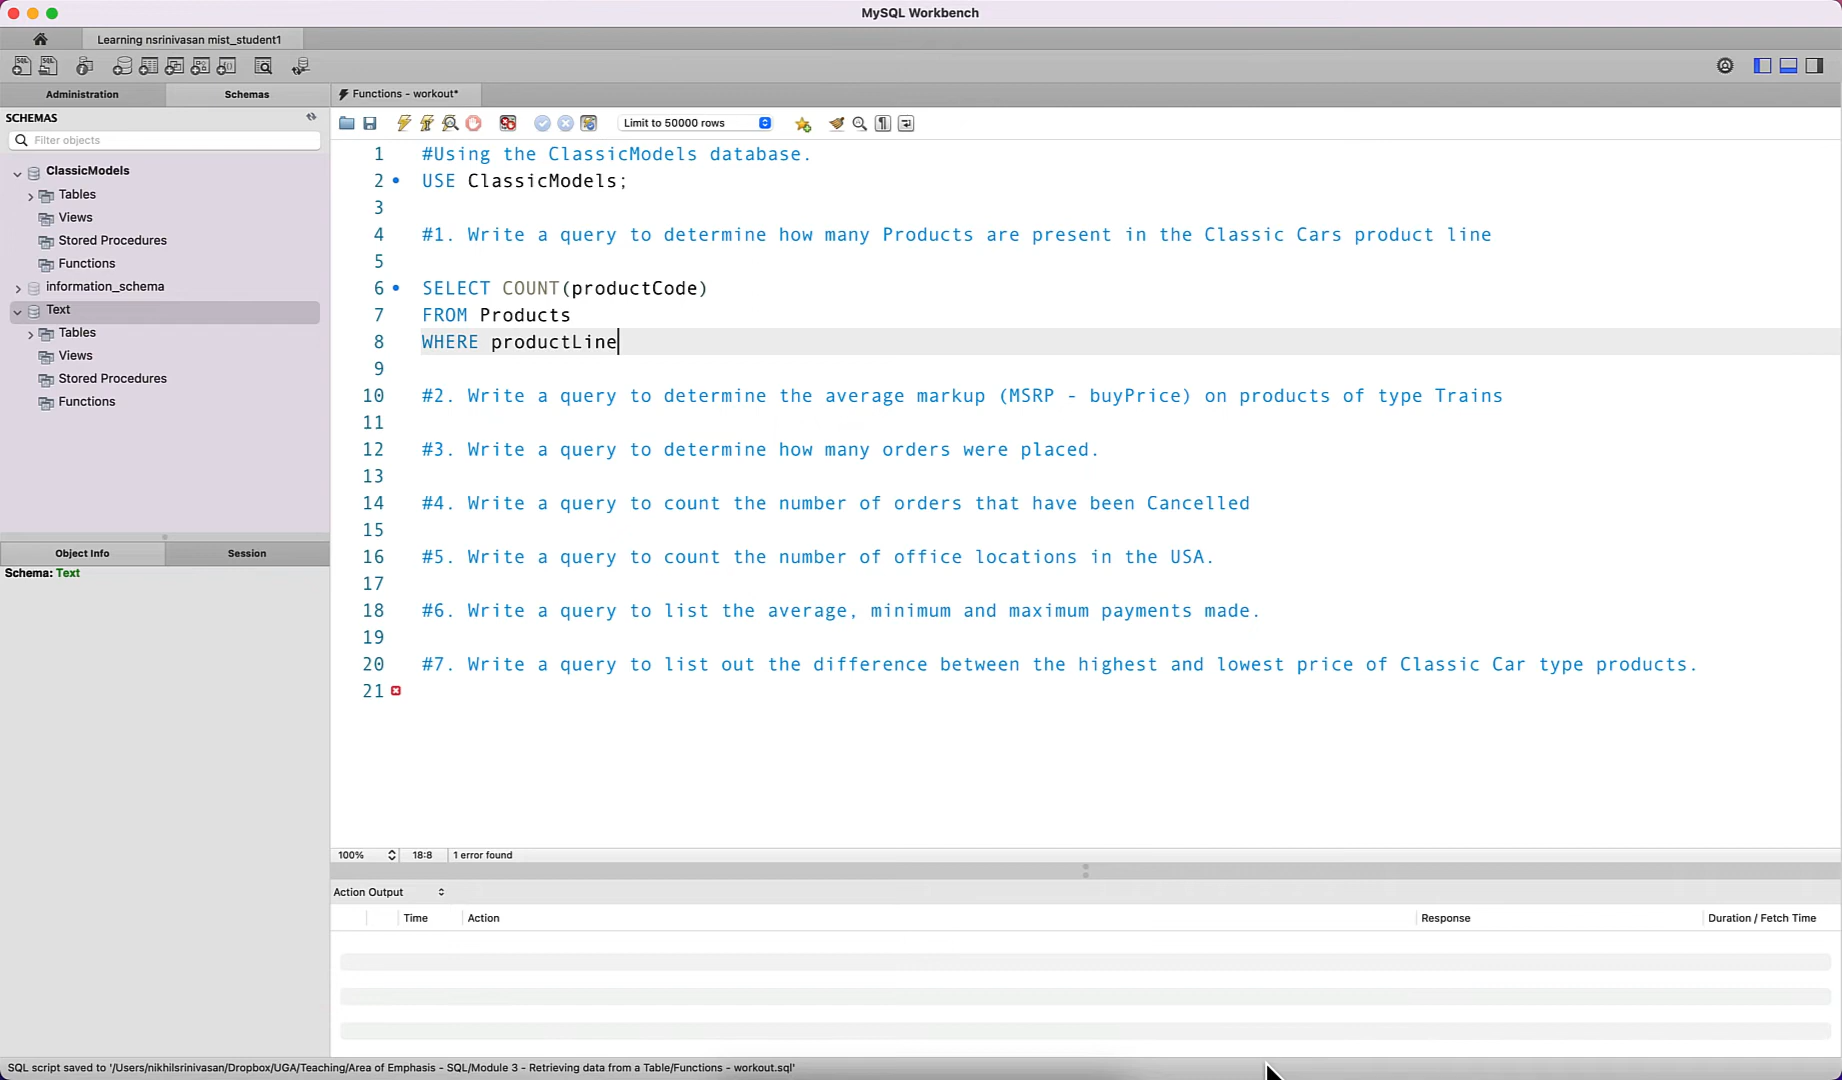 MySQL Workbench
Learning nsrinivasan mist_student1
Administration
Schemas
Functions - workout*
SCHEMAS
Filter objects
ClassicModels
Tables
Views
Stored Procedures
Functions
information_schema
Text
Tables
Views
Stored Procedures
Functions
Object Info
Session
Schema: Text
Limit to 50000 rows
1 #Using the ClassicModels database.
2 USE ClassicModels;
3
4 #1. Write a query to determine how many Products are present in the Classic Cars product line
5
6 SELECT COUNT(productCode)
7 FROM Products
8 WHERE productLine
9
10 #2. Write a query to determine the average markup (MSRP - buyPrice) on products of type Trains
11
12 #3. Write a query to determine how many orders were placed.
13
14 #4. Write a query to count the number of orders that have been Cancelled
15
16 #5. Write a query to count the number of office locations in the USA.
17
18 #6. Write a query to list the average, minimum and maximum payments made.
19
20 #7. Write a query to list out the difference between the highest and lowest price of Classic Car type products.
21
100% 18:8 1 error found
Action Output
Time Action Response Duration / Fetch Time
SQL script saved to '/Users/nikhilsrinivasan/Dropbox/UGA/Teaching/Area of Emphasis - SQL/Module 3 - Retrieving data from a Table/Functions - workout.sql'